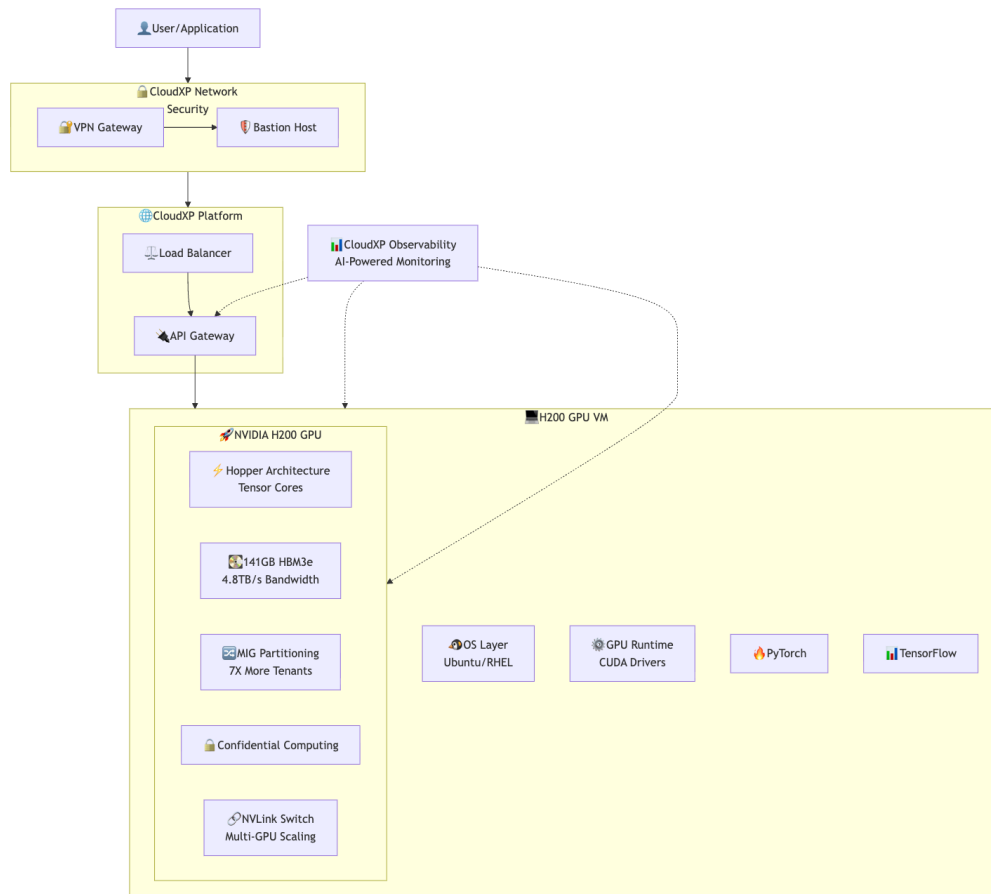 👤User/Application
🔒CloudXP Network
Security
🔐VPN Gateway
🛡️Bastion Host
🌐CloudXP Platform
⚖️Load Balancer
🔌API Gateway
📊CloudXP Observability
AI-Powered Monitoring
💻H200 GPU VM
🚀NVIDIA H200 GPU
⚡Hopper Architecture
Tensor Cores
💽141GB HBM3e
4.8TB/s Bandwidth
🔀MIG Partitioning
7X More Tenants
🔒Confidential Computing
🔗NVLink Switch
Multi-GPU Scaling
🐧OS Layer
Ubuntu/RHEL
⚙️GPU Runtime
CUDA Drivers
🔥PyTorch
📊TensorFlow